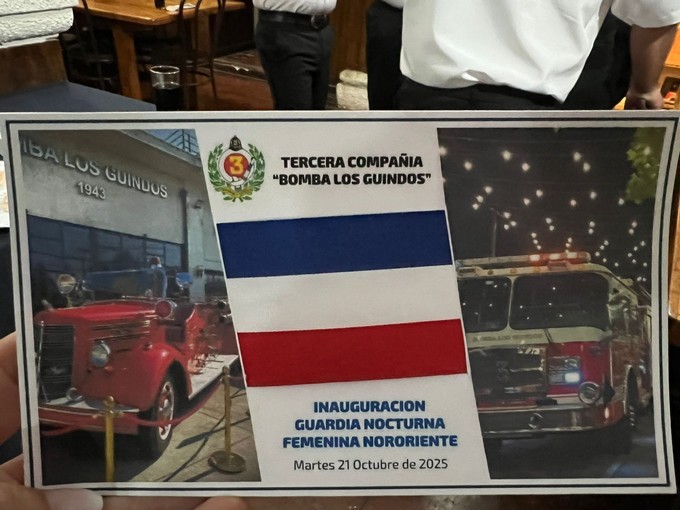 BA LOS GUINDOS
1943
3
TERCERA COMPAÑIA
“BOMBA LOS GUINDOS”
INAUGURACION
GUARDIA NOCTURNA
FEMENINA NORORIENTE
Martes 21 Octubre de 2025